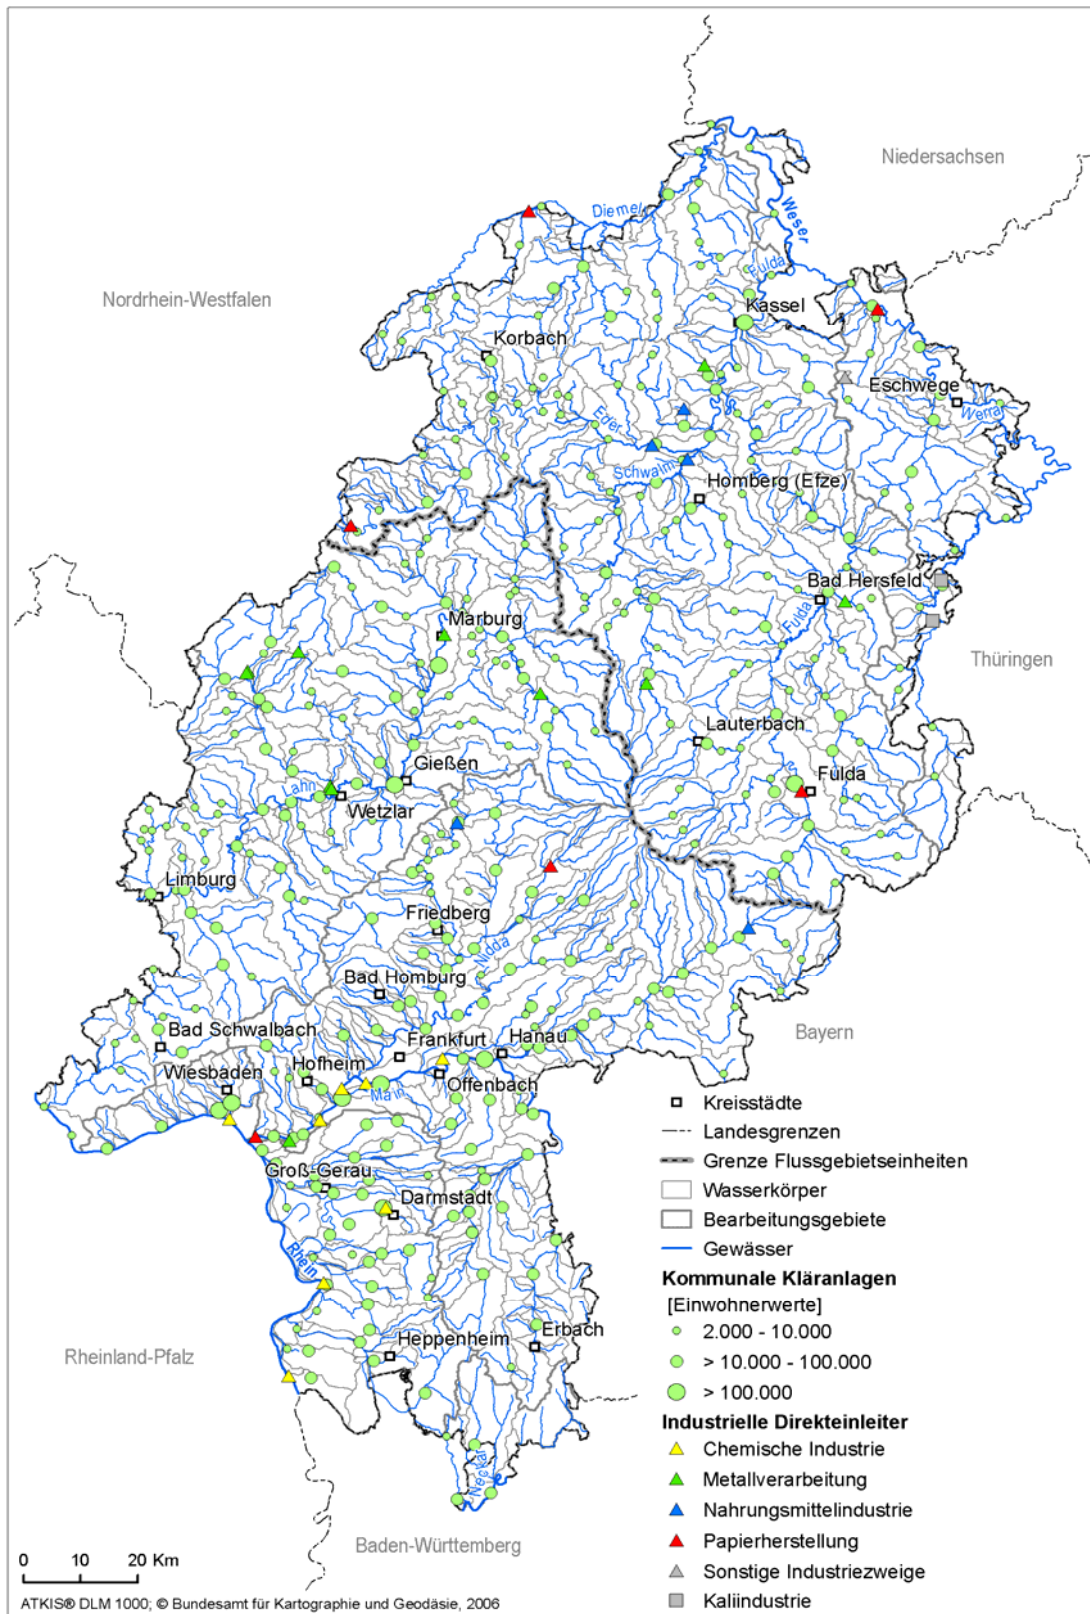 Niedersachsen
Diemel
Weser
Fulda
Nordrhein-Westfalen
Kassel
Korbach
Eschwege
Werra
Eder
Schwalm
Homberg (Efze)
Bad Hersfeld
Fulda
Marburg
Thüringen
Lauterbach
Gießen
Fulda
Lahn
Wetzlar
Limburg
Friedberg
Nidda
Bad Homburg
Bayern
Bad Schwalbach
Frankfurt
Hanau
Hofheim
Wiesbaden
Offenbach
Main
Groß-Gerau
Darmstadt
Rhein
Heppenheim
Erbach
Rheinland-Pfalz
Neckar
Baden-Württemberg
Kreisstädte
Landesgrenzen
Grenze Flussgebietseinheiten
Wasserkörper
Bearbeitungsgebiete
Gewässer
Kommunale Kläranlagen
[Einwohnerwerte]
2.000 - 10.000
> 10.000 - 100.000
> 100.000
Industrielle Direkteinleiter
Chemische Industrie
Metallverarbeitung
Nahrungsmittelindustrie
Papierherstellung
Sonstige Industriezweige
Kaliindustrie
0 10 20 Km
ATKIS® DLM 1000; © Bundesamt für Kartographie und Geodäsie, 2006